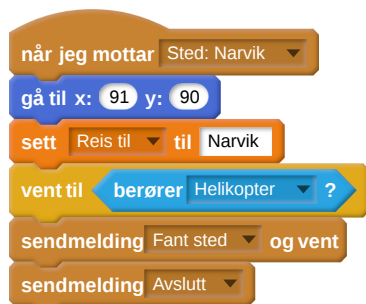 når jeg mottar Sted: Narvik
gå til x: 91 y: 90
sett Reis til til Narvik
vent til berører Helikopter ?
sendmelding Fant sted og vent
sendmelding Avslutt